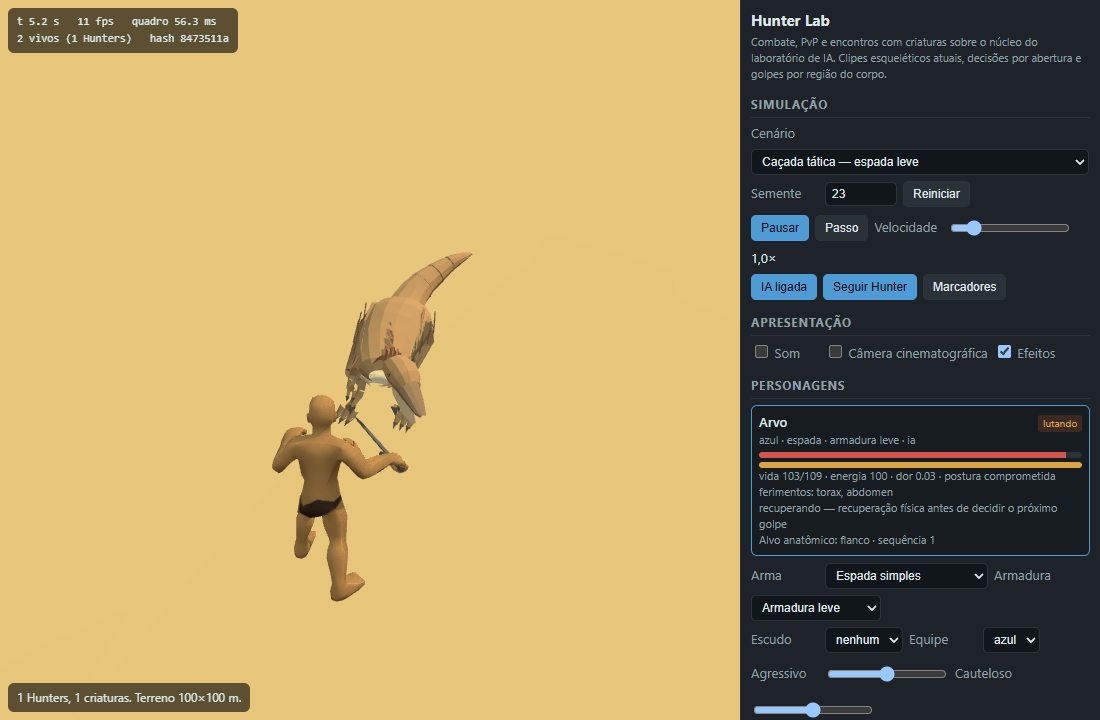 t 5.2 s   11 fps   quadro 56.3 ms
2 vivos (1 Hunters)   hash 8473511a
1 Hunters, 1 criaturas. Terreno 100×100 m.
Hunter Lab
Combate, PvP e encontros com criaturas sobre o núcleo do
laboratório de IA. Clipes esqueléticos atuais, decisões por abertura e
golpes por região do corpo.
SIMULAÇÃO
Cenário
Caçada tática — espada leve
Semente 23 Reiniciar
Pausar Passo Velocidade
1,0×
IA ligada Seguir Hunter Marcadores
APRESENTAÇÃO
Som Câmera cinematográfica Efeitos
PERSONAGENS
Arvo lutando
azul · espada · armadura leve · ia
vida 103/109 · energia 100 · dor 0.03 · postura comprometida
ferimentos: torax, abdomen
recuperando — recuperação física antes de decidir o próximo
golpe
Alvo anatômico: flanco · sequência 1
Arma Espada simples Armadura
Armadura leve
Escudo nenhum Equipe azul
Agressivo Cauteloso